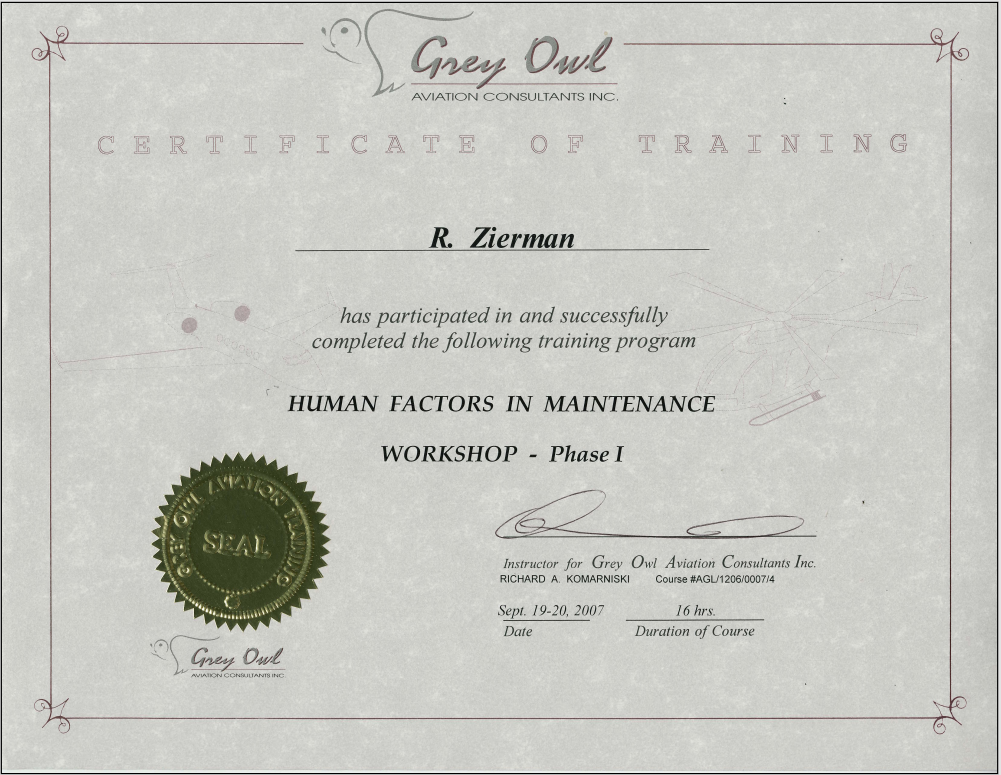 Grey Owl
AVIATION CONSULTANTS INC.
CERTIFICATE OF TRAINING
R. Zierman
has participated in and successfully
completed the following training program
HUMAN FACTORS IN MAINTENANCE
WORKSHOP - Phase I
GREY OWL AVIATION
SEAL
Instructor for Grey Owl Aviation Consultants Inc.
RICHARD A. KOMARNISKI Course #AGL/1206/0007/4
Sept. 19-20, 2007 16 hrs.
Date Duration of Course
Grey Owl
AVIATION CONSULTANTS INC.